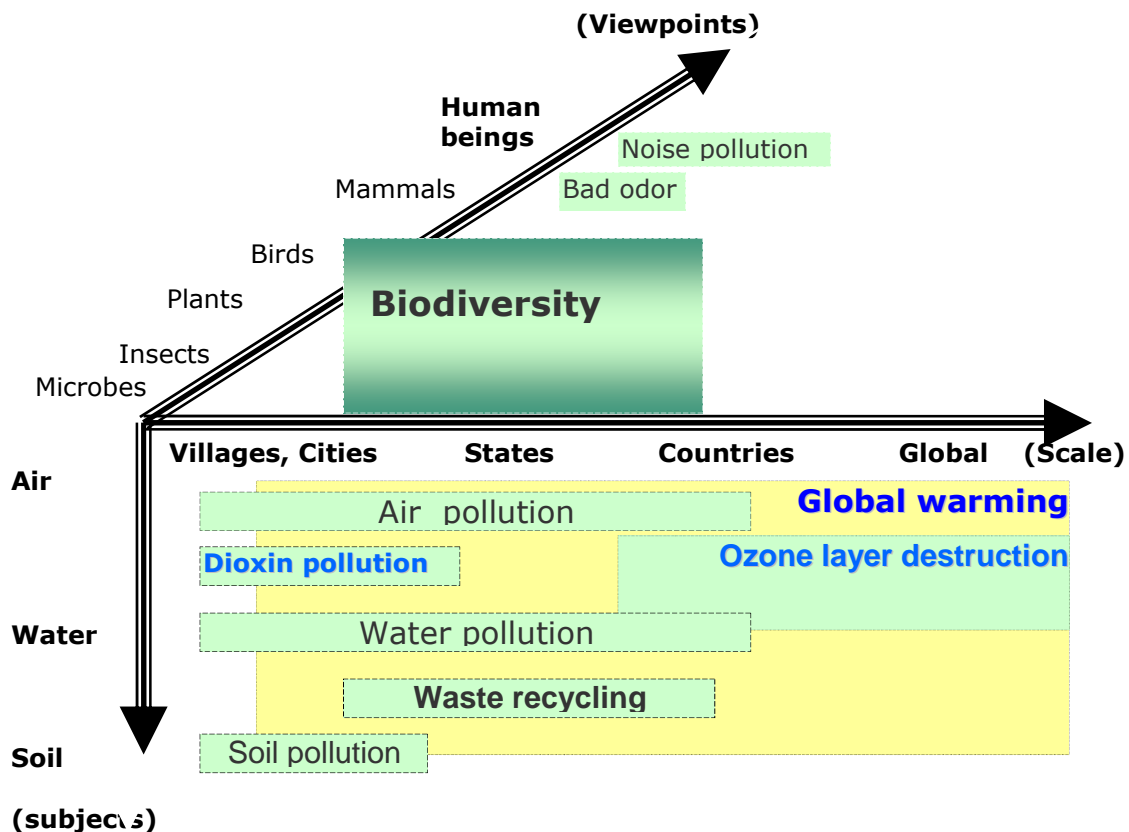 (Viewpoints)
Human
beings
Noise pollution
Mammals
Bad odor
Birds
Biodiversity
Plants
Insects
Microbes
Villages, Cities States Countries Global (Scale)
Air
Global warming
Air pollution
Dioxin pollution
Ozone layer destruction
Water
Water pollution
Waste recycling
Soil pollution
Soil
(subjects)